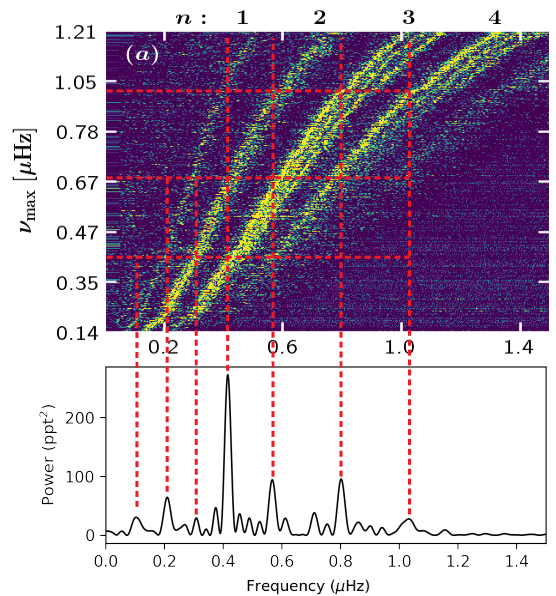 n : 1 2 3 4
(a)
1.21
1.05
0.78
0.67
0.47
0.35
0.14
ν_max [μHz]
0.2 0.6 1.0 1.4
200
100
0
Power (ppt²)
0.0 0.2 0.4 0.6 0.8 1.0 1.2 1.4
Frequency (μHz)